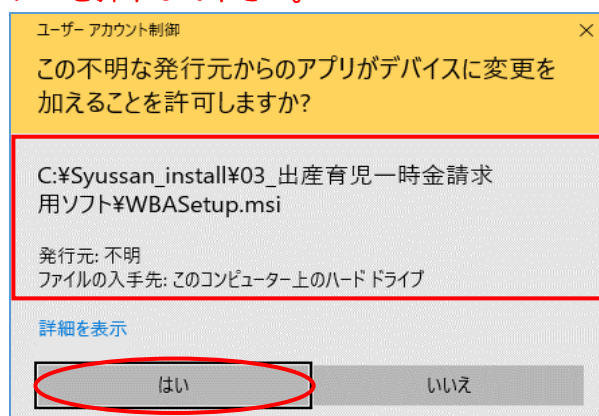 ユーザー アカウント制御
この不明な発行元からのアプリがデバイスに変更を
加えることを許可しますか?
C:¥Syussan_install¥03_出産育児一時金請求
用ソフト¥WBASetup.msi
発行元: 不明
ファイルの入手先: このコンピューター上のハード ドライブ
詳細を表示
はい
いいえ